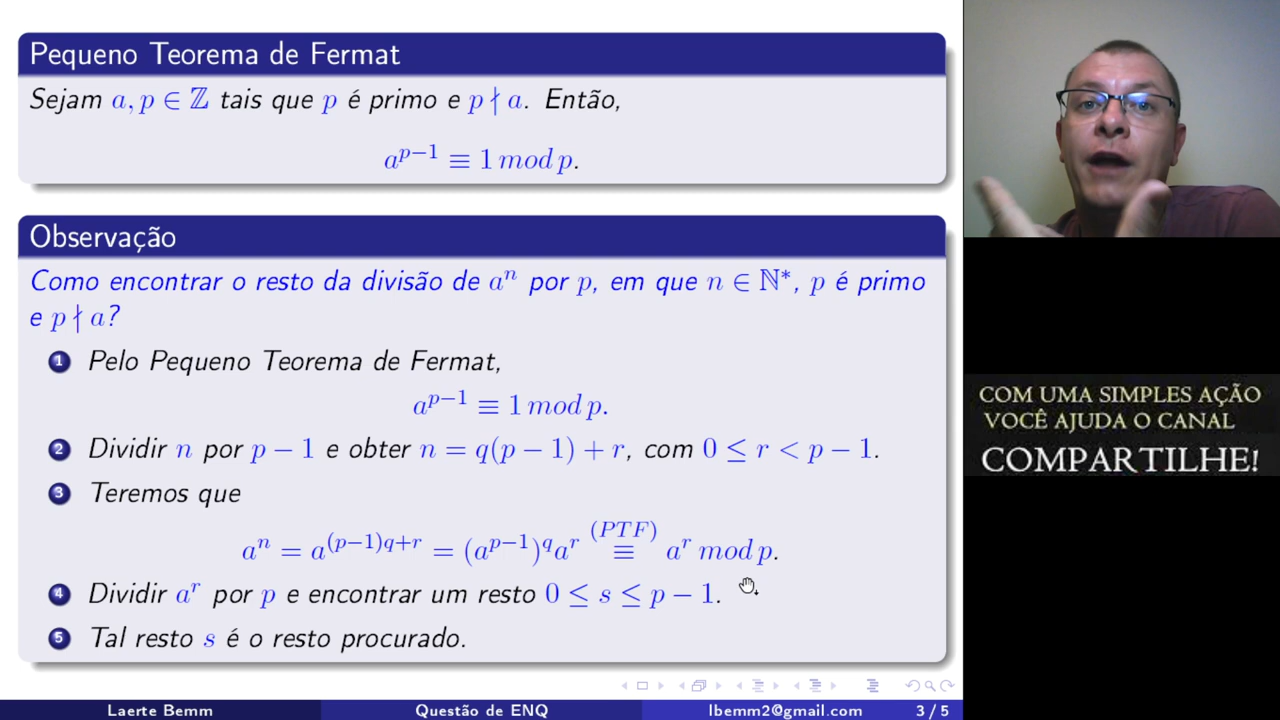 Pequeno Teorema de Fermat
Sejam a, p ∈ ℤ tais que p é primo e p ∤ a. Então,
a^{p−1} ≡ 1 mod p.
Observação
Como encontrar o resto da divisão de a^n por p, em que n ∈ ℕ*, p é primo
e p ∤ a?
1 Pelo Pequeno Teorema de Fermat,
a^{p−1} ≡ 1 mod p.
2 Dividir n por p − 1 e obter n = q(p − 1) + r, com 0 ≤ r < p − 1.
3 Teremos que
a^n = a^{(p−1)q+r} = (a^{p−1})^q a^r ≡^{(PTF)} a^r mod p.
4 Dividir a^r por p e encontrar um resto 0 ≤ s ≤ p − 1.
5 Tal resto s é o resto procurado.
Laerte Bemm Questão de ENQ lbemm2@gmail.com 3 / 5
COM UMA SIMPLES AÇÃO
VOCÊ AJUDA O CANAL
COMPARTILHE!